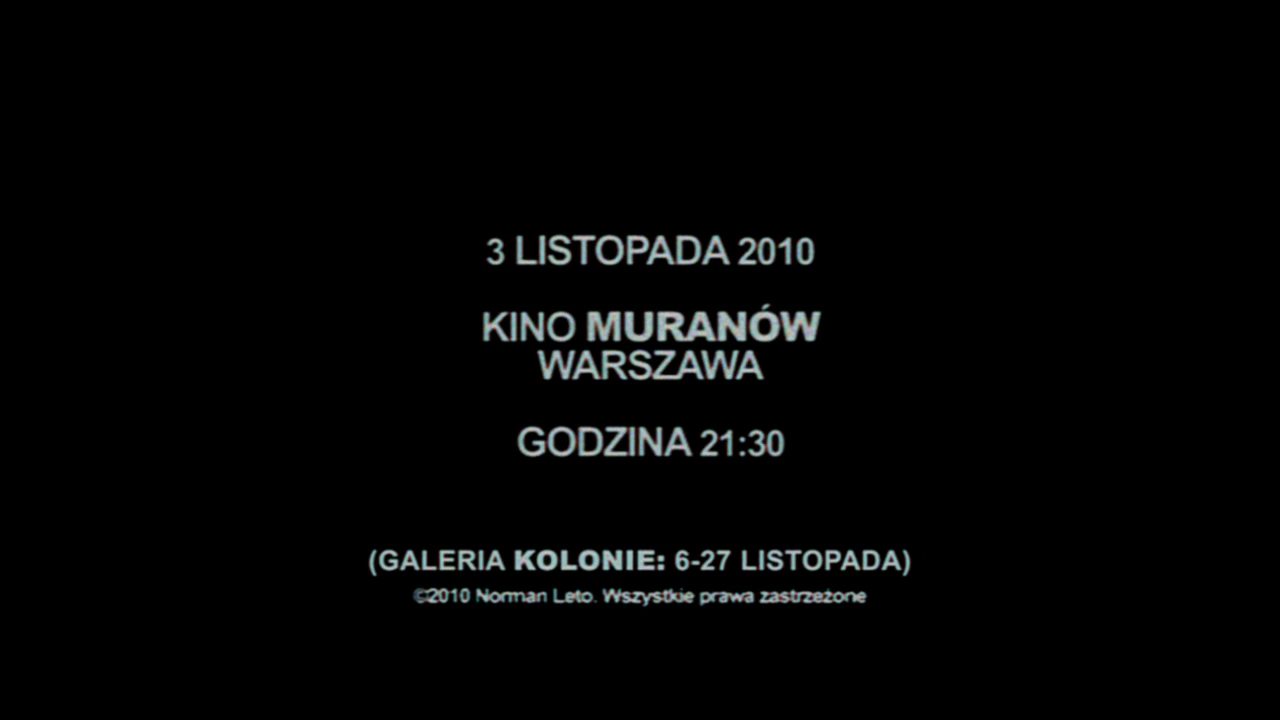 3 LISTOPADA 2010
KINO MURANÓW
WARSZAWA
GODZINA 21:30
(GALERIA KOLONIE: 6-27 LISTOPADA)
©2010 Norman Leto. Wszystkie prawa zastrzeżone